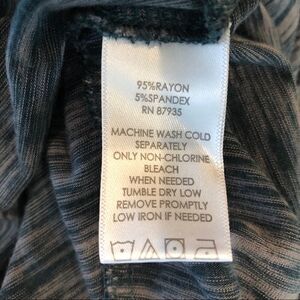 95%RAYON
5%SPANDEX
RN 87935
MACHINE WASH COLD
SEPARATELY
ONLY NON-CHLORINE
BLEACH
WHEN NEEDED
TUMBLE DRY LOW
REMOVE PROMPTLY
LOW IRON IF NEEDED